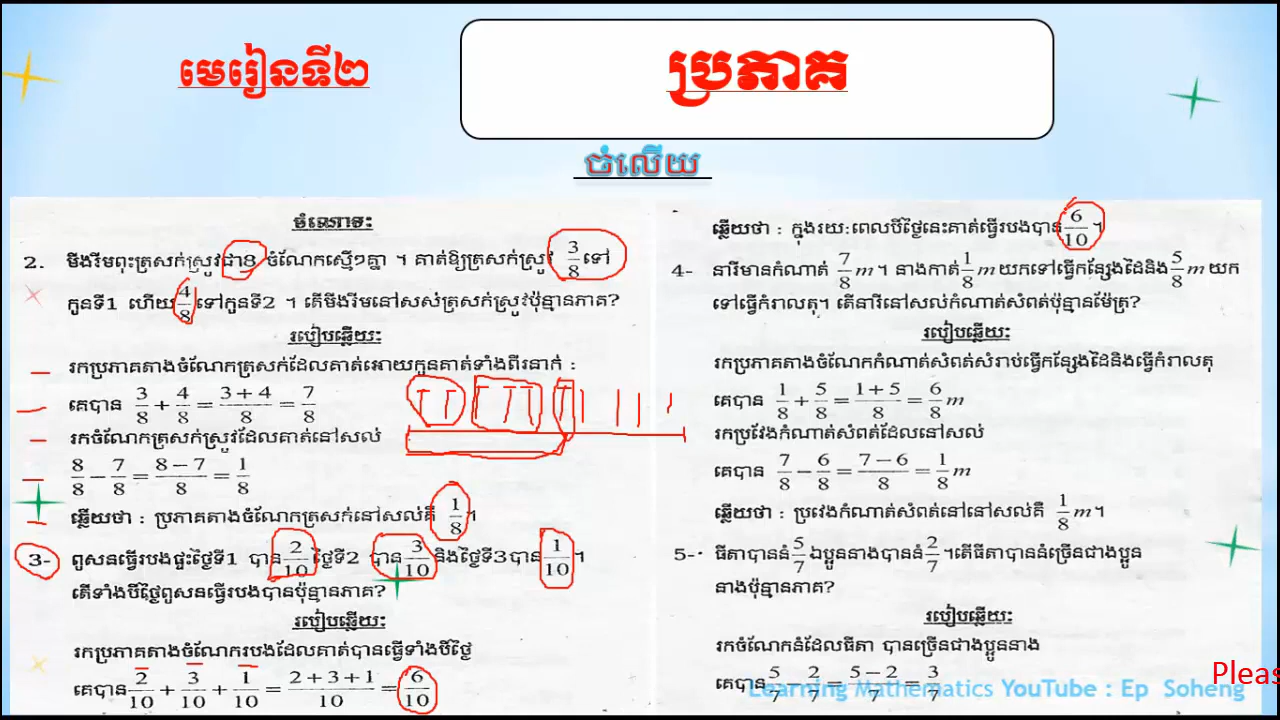 មេរៀនទី២
ប្រភាគ
ចំលើយ
ចំណោទ៖
2. មីងរីមពុះត្រសក់ស្រូវជា8 ចំណែកស្មើៗគ្នា ។ គាត់ឱ្យត្រសក់ស្រូវ 3/8 ទៅ
កូនទី1 ហើយ 4/8 ទៅកូនទី2 ។ តើមីងរីមនៅសសំត្រសក់ស្រូវប៉ុន្មានភាគ?
របៀបឆ្លើយ៖
រកប្រភាគតាងចំណែកត្រសក់ដែលគាត់អោយកូនគាត់ទាំងពីរនាក់ :
គេបាន 3/8 + 4/8 = (3 + 4)/8 = 7/8
រកចំណែកត្រសក់ស្រូវដែលគាត់នៅសល់
8/8 − 7/8 = (8 − 7)/8 = 1/8
ឆ្លើយថា : ប្រភាគតាងចំណែកត្រសក់នៅសល់គឺ 1/8 ។
3- ពូសនធ្វើរបងផ្ទះថ្ងៃទី1 បាន 2/10 ថ្ងៃទី2 បាន 3/10 និងថ្ងៃទី3បាន 1/10 ។
តើទាំងបីថ្ងៃពូសនធ្វើរបងបានប៉ុន្មានភាគ?
របៀបឆ្លើយ៖
រកប្រភាគតាងចំណែករបងដែលគាត់បានធ្វើទាំងបីថ្ងៃ
គេបាន 2/10 + 3/10 + 1/10 = (2 + 3 + 1)/10 = 6/10
ឆ្លើយថា : ក្នុងរយៈពេលបីថ្ងៃនេះគាត់ធ្វើរបងបាន 6/10 ។
4- នារីមានកំណាត់ 7/8 m ។ នាងកាត់ 1/8 m យកទៅធ្វើកន្សែងដៃនិង 5/8 m យក
ទៅធ្វើកំរាលតុ។ តើនារីនៅសល់កំណាត់សំពត់ប៉ុន្មានម៉ែត្រ?
របៀបឆ្លើយ៖
រកប្រភាគតាងចំណែកកំណាត់សំពត់សំរាប់ធ្វើកន្សែងដៃនិងធ្វើកំរាលតុ
គេបាន 1/8 + 5/8 = (1 + 5)/8 = 6/8 m
រកប្រវែងកំណាត់សំពត់ដែលនៅសល់
គេបាន 7/8 − 6/8 = (7 − 6)/8 = 1/8 m
ឆ្លើយថា : ប្រវែងកំណាត់សំពត់នៅនៅសល់គឺ 1/8 m ។
5- ធីតាបាននំ 5/7 ឯប្អូននាងបាននំ 2/7 ។តើធីតាបាននំច្រើនជាងប្អូន
នាងប៉ុន្មានភាគ?
របៀបឆ្លើយ៖
រកចំណែកនំដែលធីតា បានច្រើនជាងប្អូននាង
គេបាន 5/7 − 2/7 = (5 − 2)/7 = 3/7
Learning Mathematics YouTube : Ep Soheng
Pleas